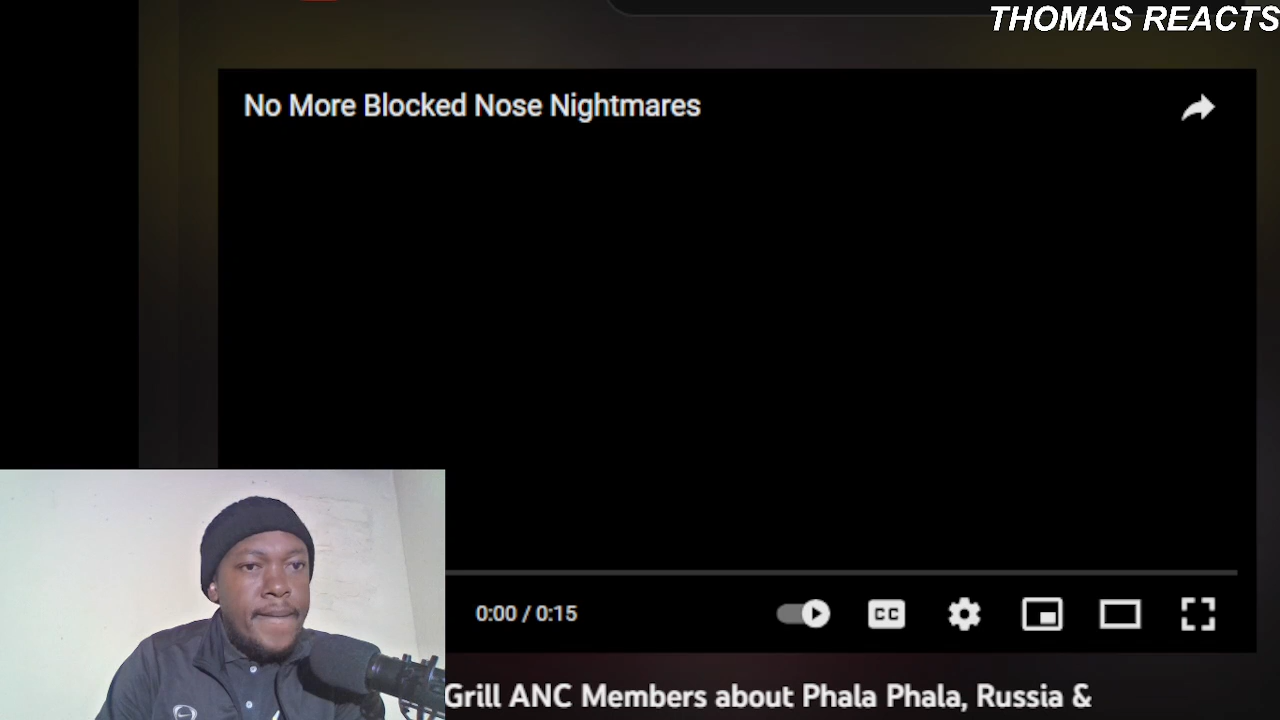 THOMAS REACTS
No More Blocked Nose Nightmares
0:00 / 0:15
CC
Grill ANC Members about Phala Phala, Russia &